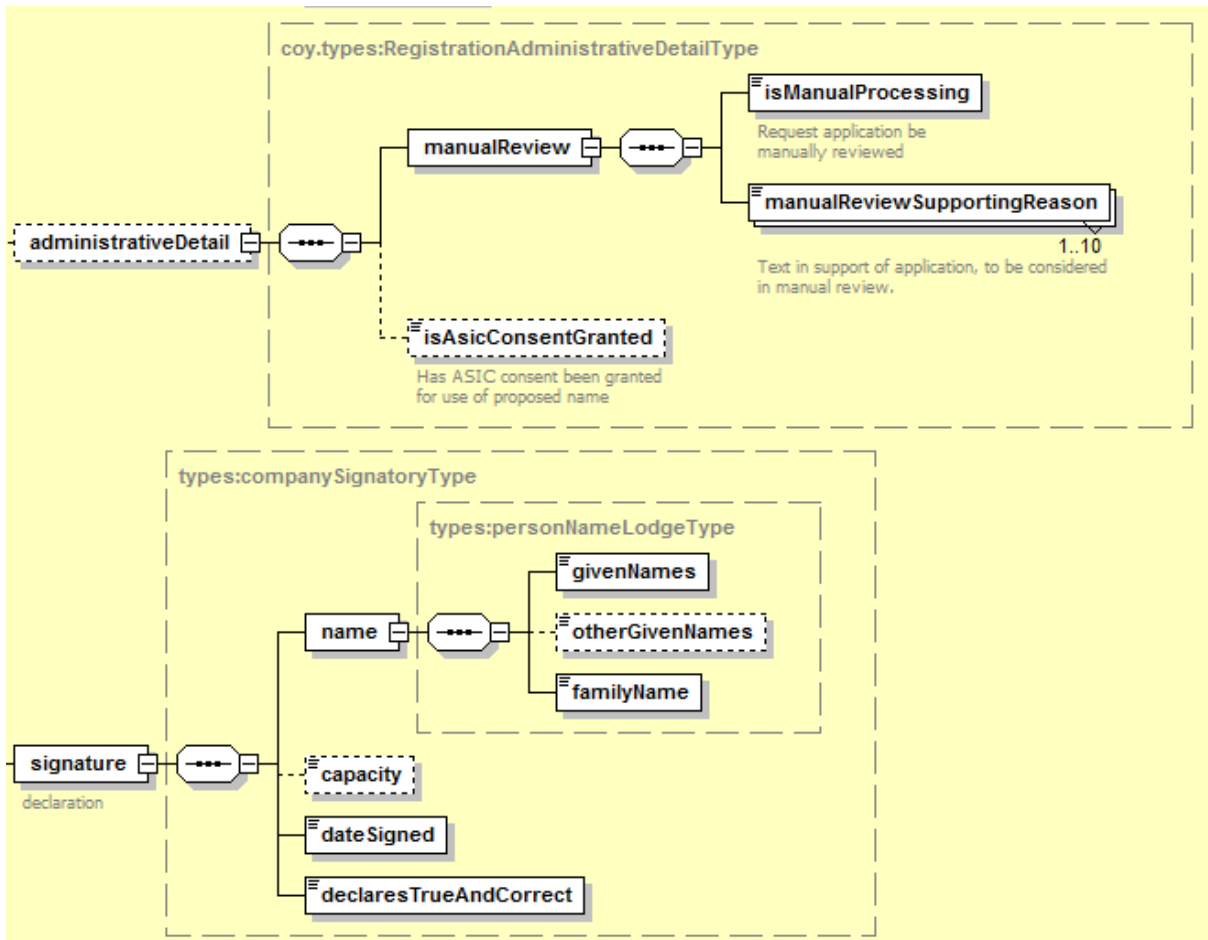 coy.types:RegistrationAdministrativeDetailType
isManualProcessing
Request application be
manually reviewed
manualReview
manualReviewSupportingReason
1..10
Text in support of application, to be considered
in manual review.
administrativeDetail
isAsicConsentGranted
Has ASIC consent been granted
for use of proposed name
types:companySignatoryType
types:personNameLodgeType
givenNames
name
otherGivenNames
familyName
signature
declaration
capacity
dateSigned
declaresTrueAndCorrect